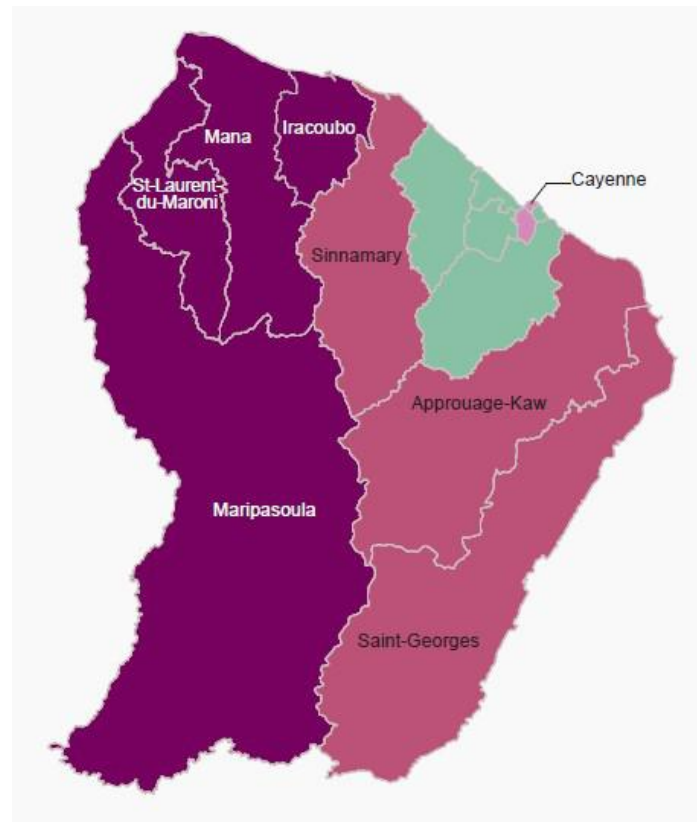 Iracoubo
Mana
Cayenne
St-Laurent-
du-Maroni
Sinnamary
Approuage-Kaw
Maripasoula
Saint-Georges